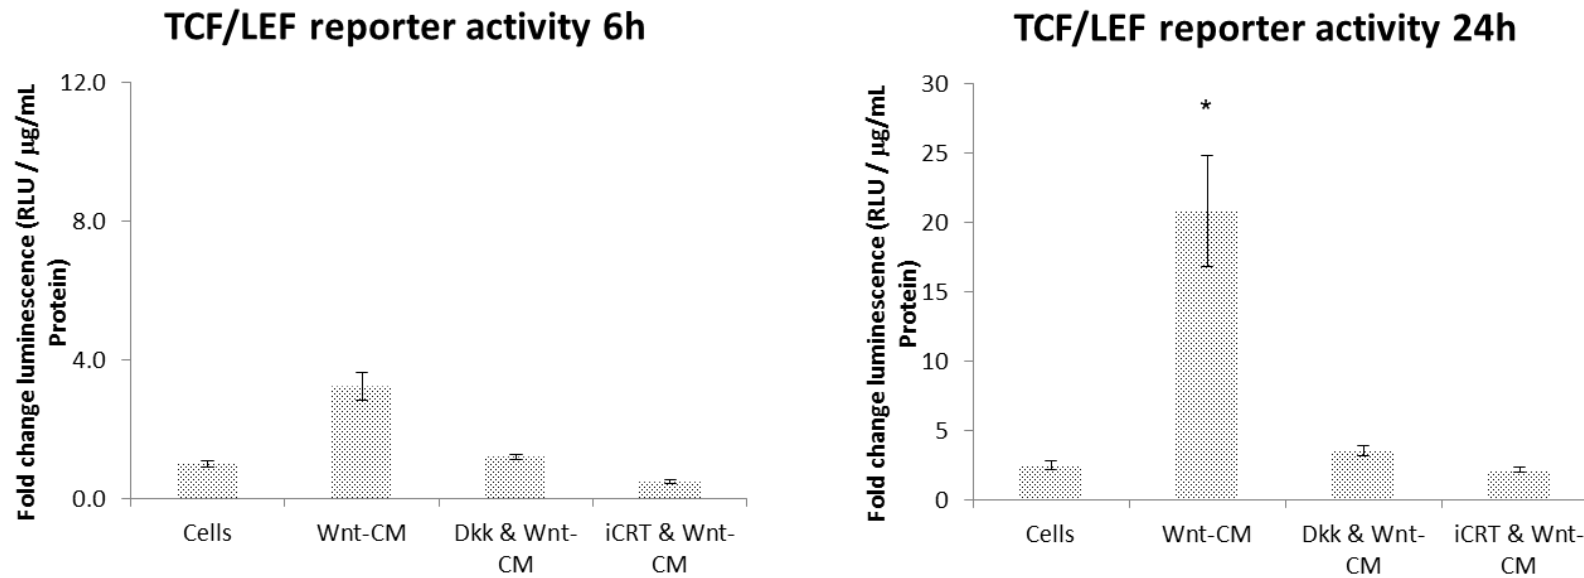 TCF/LEF reporter activity 6h
Fold change luminescence (RLU / µg/mL
Protein)
12.0
8.0
4.0
0.0
Cells
Wnt-CM
Dkk & Wnt-
CM
iCRT & Wnt-
CM
TCF/LEF reporter activity 24h
Fold change luminescence (RLU / µg/mL
Protein)
30
25
20
15
10
5
0
*
Cells
Wnt-CM
Dkk & Wnt-
CM
iCRT & Wnt-
CM